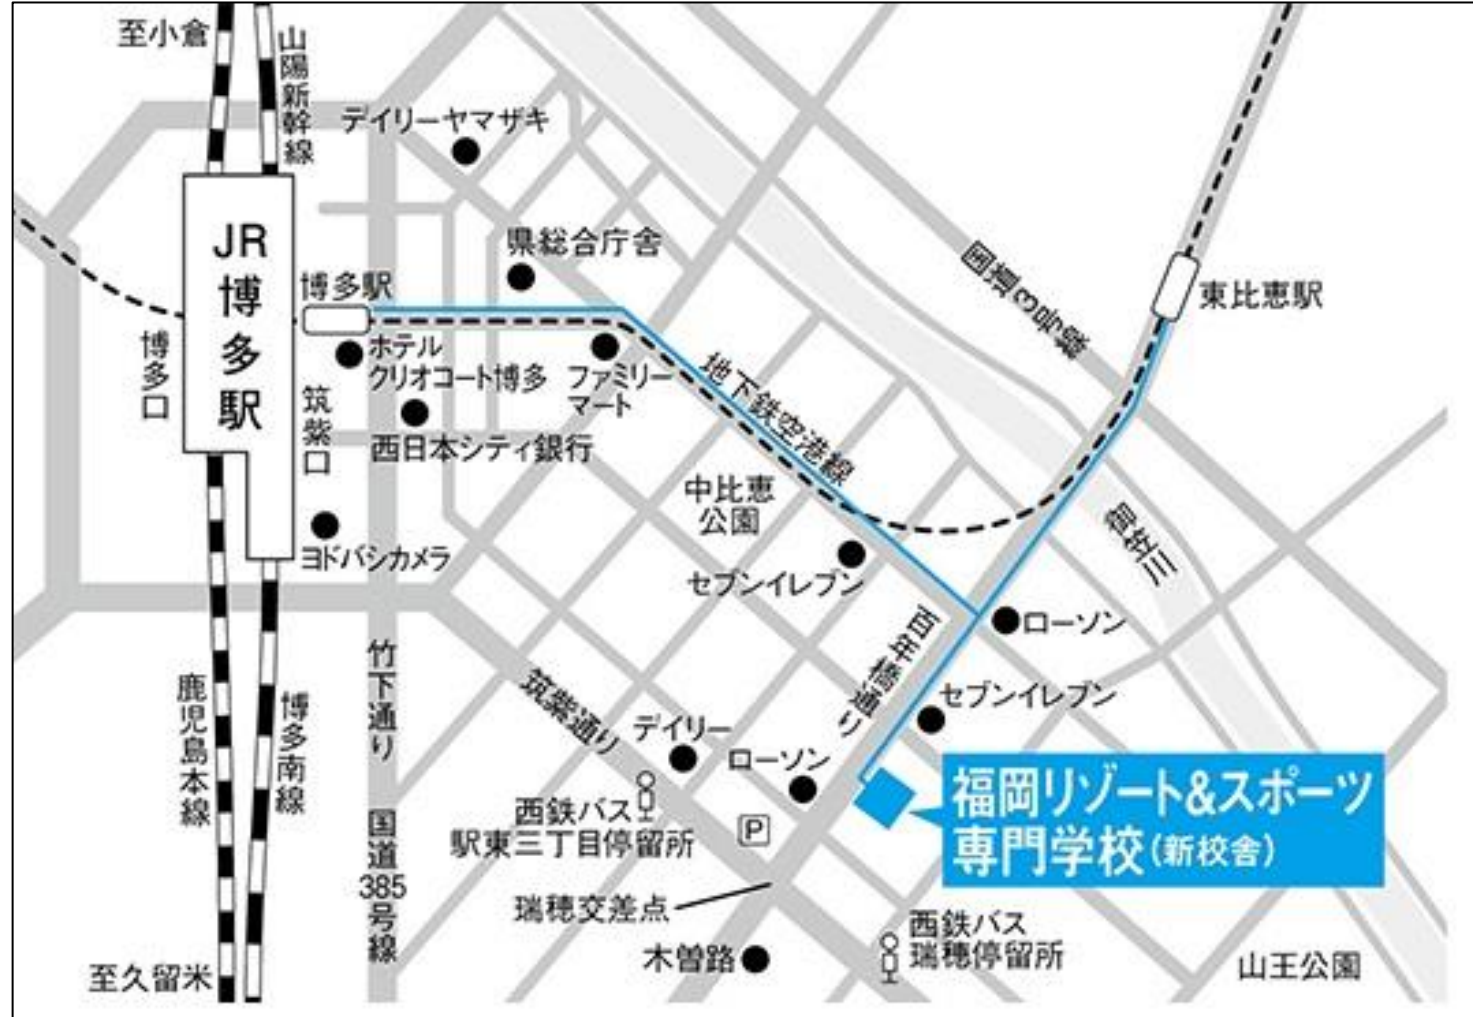 至小倉
山陽新幹線
デイリーヤマザキ
県総合庁舎
国道3号線
東比恵駅
JR
博多駅
博多駅
博多口
ホテル
クリオコート博多
ファミリー
マート
地下鉄空港線
筑紫口
西日本シティ銀行
中比恵
公園
御笠川
ヨドバシカメラ
セブンイレブン
ローソン
百年橋通り
竹下通り
鹿児島本線
博多南線
筑紫通り
デイリー
ローソン
セブンイレブン
福岡リゾート&スポーツ
専門学校(新校舎)
西鉄バス
駅東三丁目停留所
P
国道
385
号線
瑞穂交差点
木曽路
西鉄バス
瑞穂停留所
山王公園
至久留米